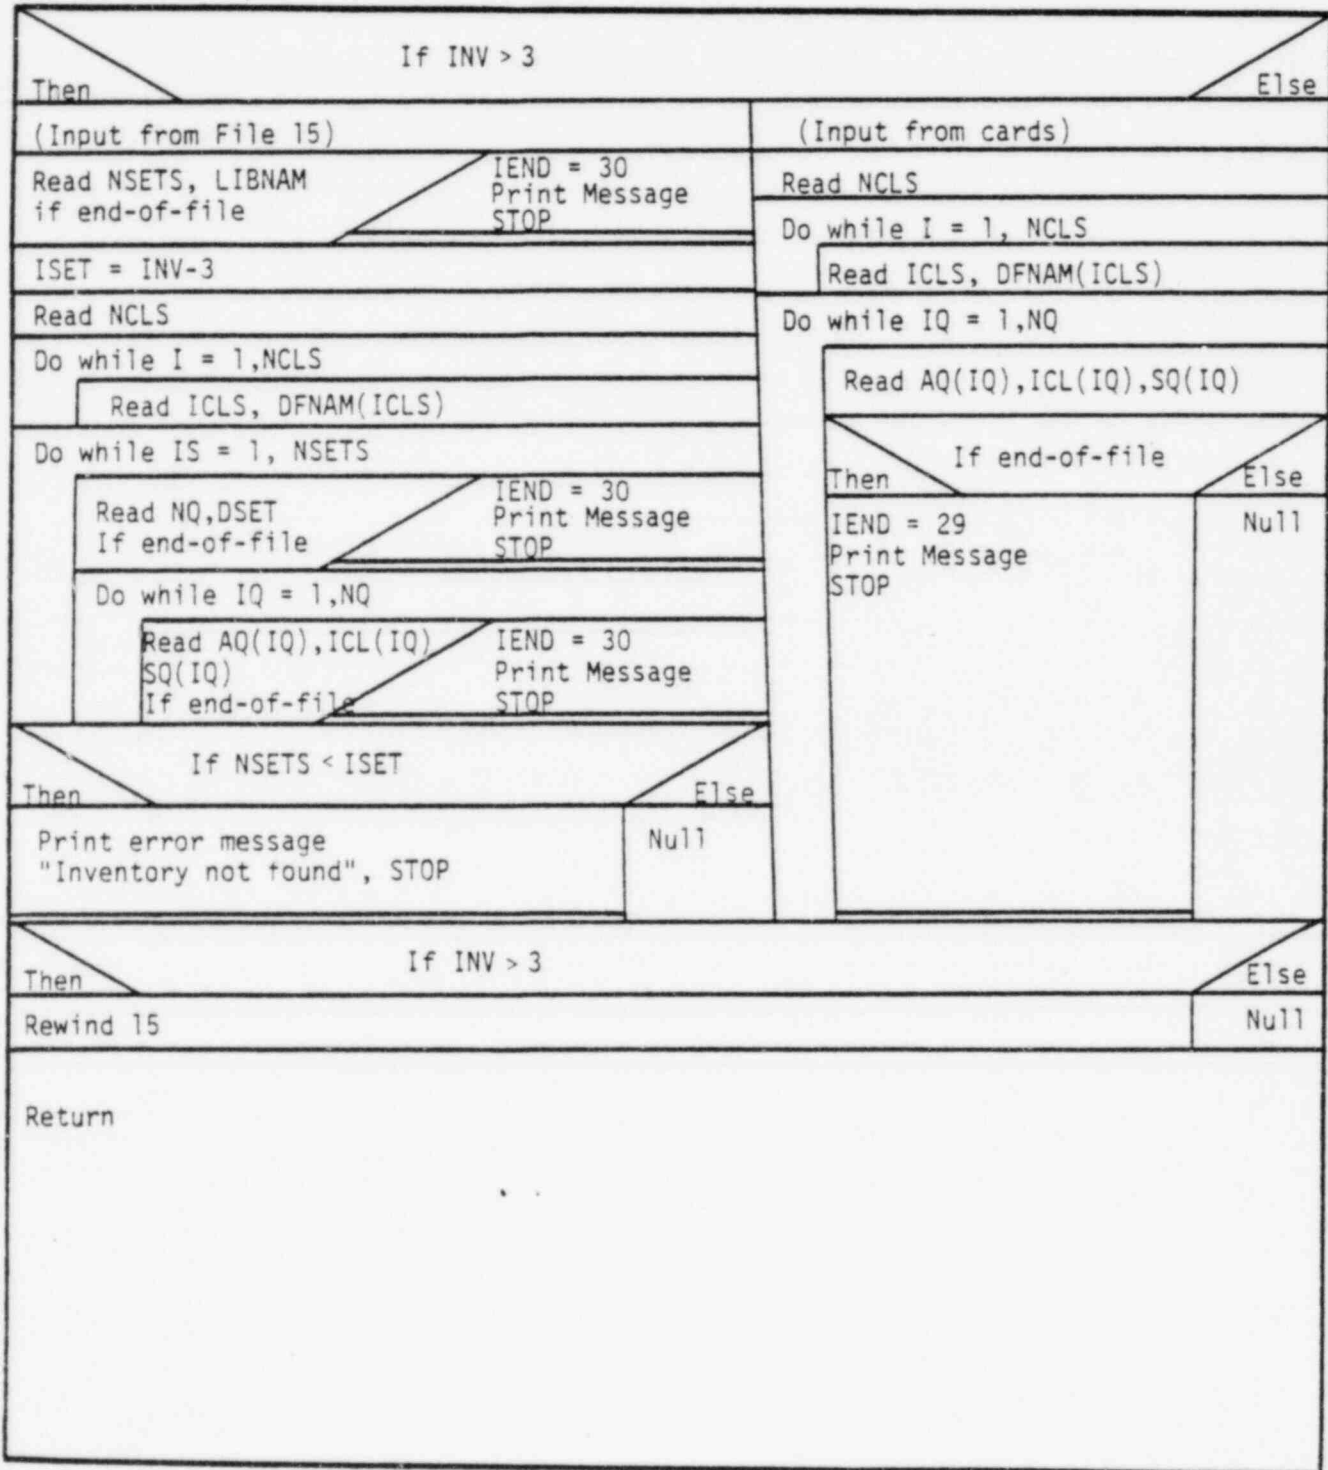 If INV > 3
Then
Else
(Input from File 15)
Read NSETS, LIBNAM
if end-of-file
IEND = 30
Print Message
STOP
ISET = INV-3
Read NCLS
Do while I = 1,NCLS
Read ICLS, DFNAM(ICLS)
Do while IS = 1, NSETS
Read NQ,DSET
If end-of-file
IEND = 30
Print Message
STOP
Do while IQ = 1,NQ
Read AQ(IQ),ICL(IQ)
SQ(IQ)
If end-of-file
IEND = 30
Print Message
STOP
If NSETS < ISET
Then
Else
Print error message
"Inventory not found", STOP
Null
(Input from cards)
Read NCLS
Do while I = 1, NCLS
Read ICLS, DFNAM(ICLS)
Do while IQ = 1,NQ
Read AQ(IQ),ICL(IQ),SQ(IQ)
If end-of-file
Then
Else
IEND = 29
Print Message
STOP
Null
If INV > 3
Then
Else
Rewind 15
Null
Return